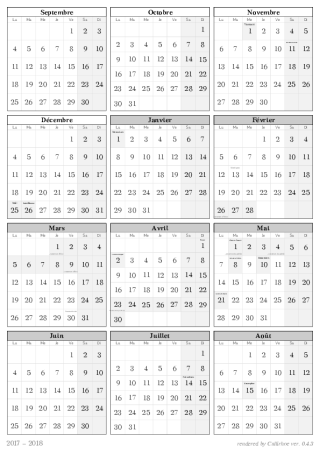 Septembre
Lu Ma Me Je Ve Sa Di
1 2 3
4 5 6 7 8 9 10
11 12 13 14 15 16 17
18 19 20 21 22 23 24
25 26 27 28 29 30
Octobre
Lu Ma Me Je Ve Sa Di
1
2 3 4 5 6 7 8
9 10 11 12 13 14 15
16 17 18 19 20 21 22
23 24 25 26 27 28 29
30 31
Novembre
Lu Ma Me Je Ve Sa Di
1 2 3 4 5
6 7 8 9 10 11 12
13 14 15 16 17 18 19
20 21 22 23 24 25 26
27 28 29 30
Décembre
Lu Ma Me Je Ve Sa Di
1 2 3
4 5 6 7 8 9 10
11 12 13 14 15 16 17
18 19 20 21 22 23 24
25 26 27 28 29 30 31
Janvier
Lu Ma Me Je Ve Sa Di
1 2 3 4 5 6 7
8 9 10 11 12 13 14
15 16 17 18 19 20 21
22 23 24 25 26 27 28
29 30 31
Février
Lu Ma Me Je Ve Sa Di
1 2 3 4
5 6 7 8 9 10 11
12 13 14 15 16 17 18
19 20 21 22 23 24 25
26 27 28
Mars
Lu Ma Me Je Ve Sa Di
1 2 3 4
5 6 7 8 9 10 11
12 13 14 15 16 17 18
19 20 21 22 23 24 25
26 27 28 29 30 31
Avril
Lu Ma Me Je Ve Sa Di
1
2 3 4 5 6 7 8
9 10 11 12 13 14 15
16 17 18 19 20 21 22
23 24 25 26 27 28 29
30
Mai
Lu Ma Me Je Ve Sa Di
1 2 3 4 5 6
7 8 9 10 11 12 13
14 15 16 17 18 19 20
21 22 23 24 25 26 27
28 29 30 31
Juin
Lu Ma Me Je Ve Sa Di
1 2 3
4 5 6 7 8 9 10
11 12 13 14 15 16 17
18 19 20 21 22 23 24
25 26 27 28 29 30
Juillet
Lu Ma Me Je Ve Sa Di
1
2 3 4 5 6 7 8
9 10 11 12 13 14 15
16 17 18 19 20 21 22
23 24 25 26 27 28 29
30 31
Août
Lu Ma Me Je Ve Sa Di
1 2 3 4 5
6 7 8 9 10 11 12
13 14 15 16 17 18 19
20 21 22 23 24 25 26
27 28 29 30 31
2017 – 2018
rendered by Callirhoe ver. 0.4.3